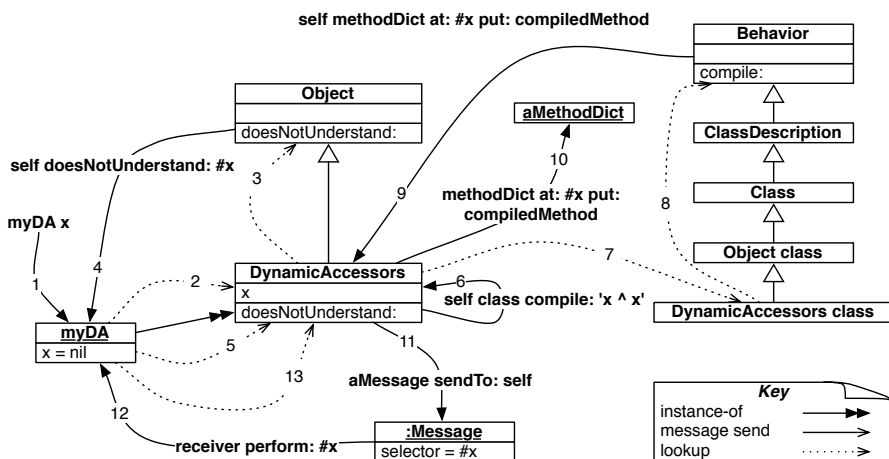 self methodDict at: #x put: compiledMethod
Behavior
compile:
Object
doesNotUnderstand:
aMethodDict
ClassDescription
self doesNotUnderstand: #x
3
10
9
methodDict at: #x put:
compiledMethod
Class
8
myDA x
4
1
2
DynamicAccessors
x
doesNotUnderstand:
7
6
self class compile: 'x ^ x'
Object class
DynamicAccessors class
myDA
x = nil
5
13
11
12
aMessage sendTo: self
receiver perform: #x
:Message
selector = #x
Key
instance-of
message send
lookup